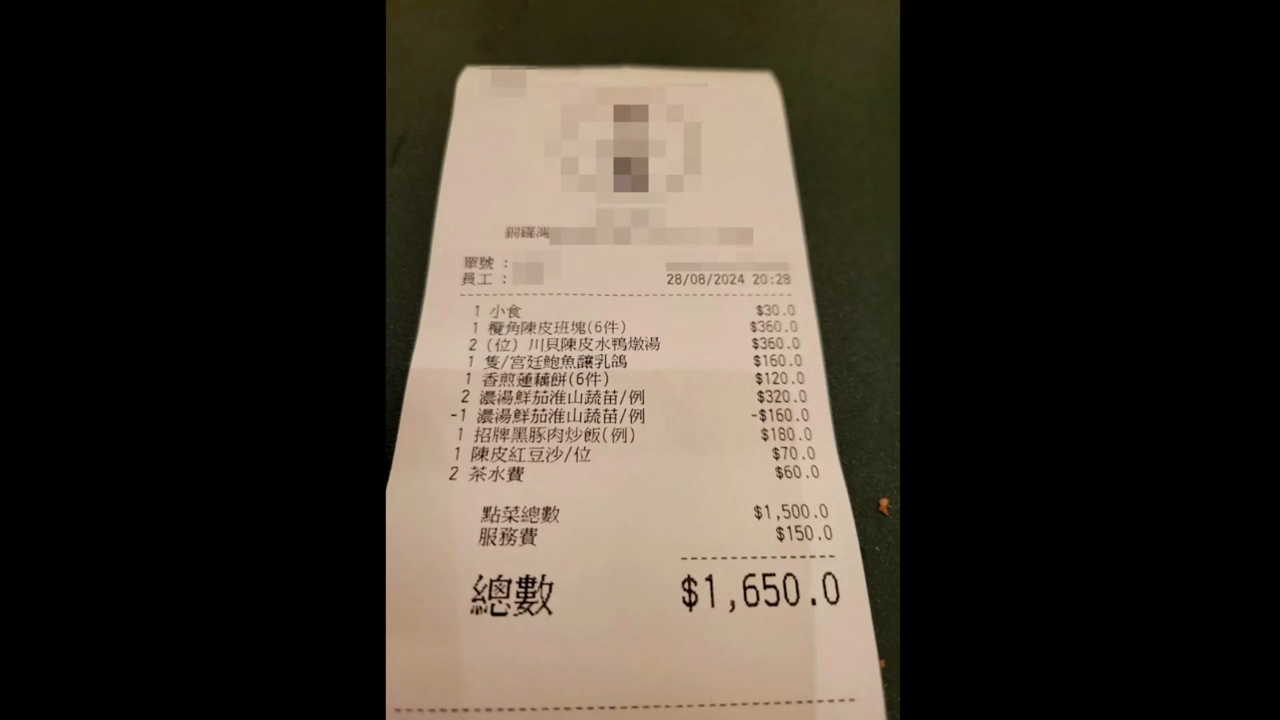 銅鑼灣
單號：
員工： 28/08/2024 20:28
1 小食 $30.0
1 欖角陳皮班塊(6件) $360.0
2 (位) 川貝陳皮水鴨燉湯 $360.0
1 隻/宮廷鮑魚釀乳鴿 $160.0
1 香煎蓮藕餅(6件) $120.0
2 濃湯鮮茄淮山蔬苗/例 $320.0
-1 濃湯鮮茄淮山蔬苗/例 -$160.0
1 招牌黑豚肉炒飯(例) $180.0
1 陳皮紅豆沙/位 $70.0
2 茶水費 $60.0
點菜總數 $1,500.0
服務費 $150.0
總數 $1,650.0